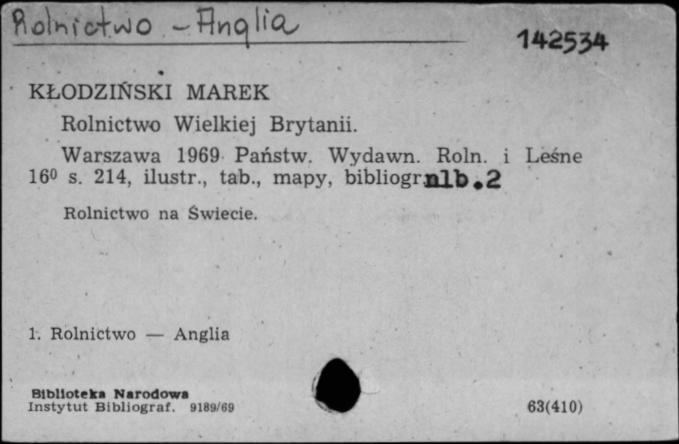 Rolnictwo - Anglia
142534
KŁODZIŃSKI MAREK
Rolnictwo Wielkiej Brytanii.
Warszawa 1969 Państw. Wydawn. Roln. i Leśne
16⁰ s. 214, ilustr., tab., mapy, bibliogr. nlb.2
Rolnictwo na Świecie.
1. Rolnictwo — Anglia
Biblioteka Narodowa
Instytut Bibliograf. 9189/69
63(410)